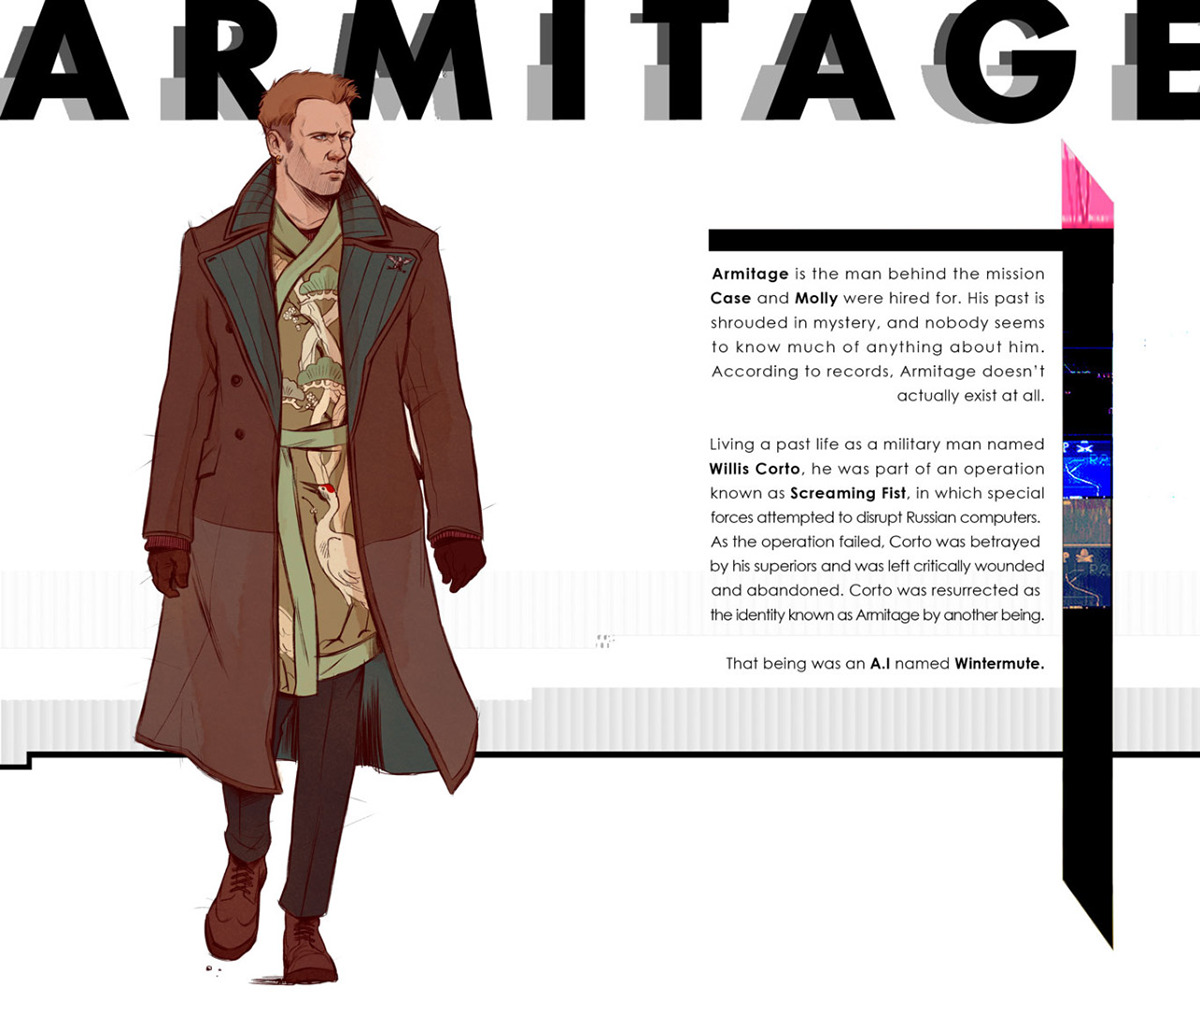 ARMITAGE
Armitage is the man behind the mission
Case and Molly were hired for. His past is
shrouded in mystery, and nobody seems
to know much of anything about him.
According to records, Armitage doesn't
actually exist at all.
Living a past life as a military man named
Willis Corto, he was part of an operation
known as Screaming Fist, in which special
forces attempted to disrupt Russian computers.
As the operation failed, Corto was betrayed
by his superiors and was left critically wounded
and abandoned. Corto was resurrected as
the identity known as Armitage by another being.
That being was an A.I named Wintermute.